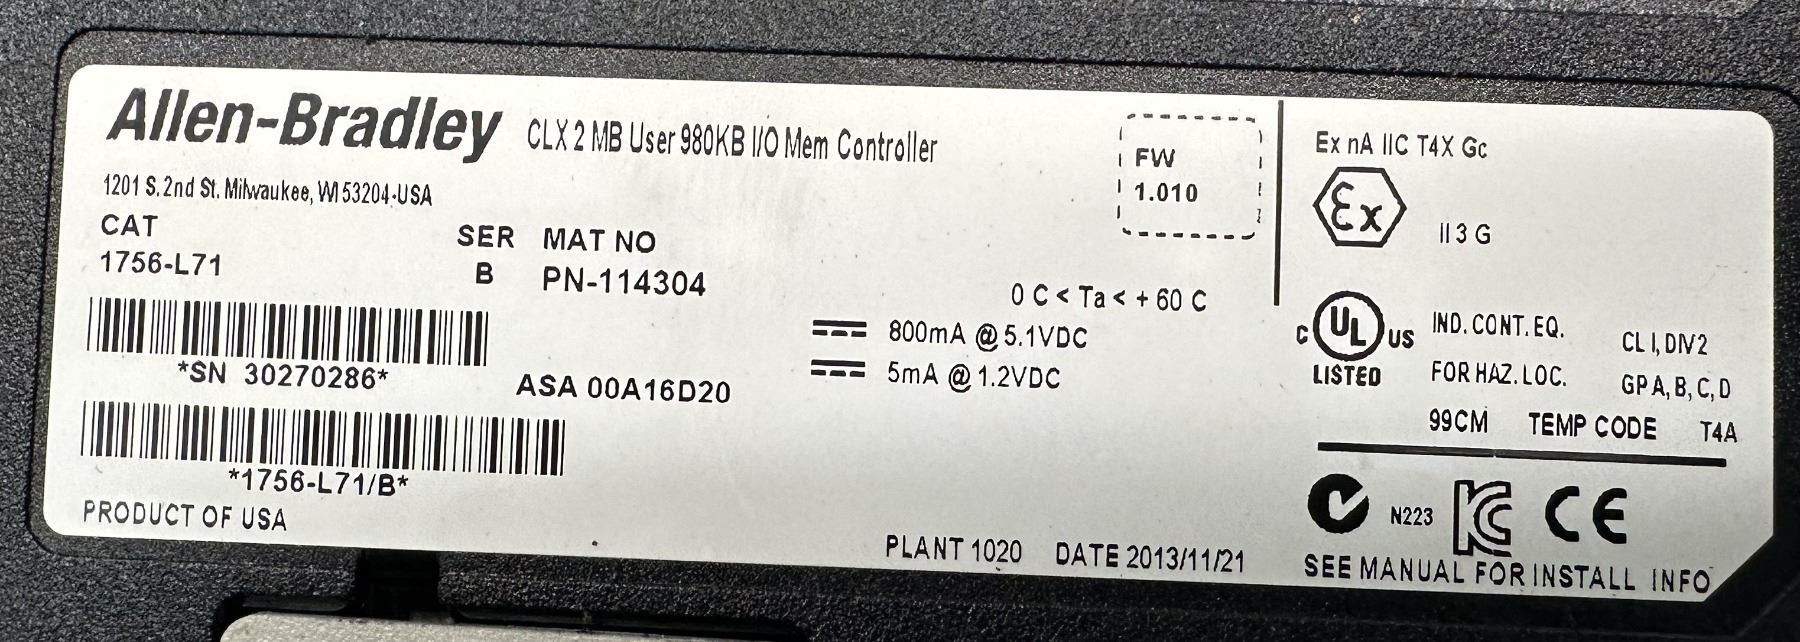 Allen-Bradley CLX 2 MB User 980KB I/O Mem Controller
1201 S. 2nd St. Milwaukee, WI 53204-USA
CAT
1756-L71
SER
B
MAT NO
PN-114304
FW
1.010
0 C < Ta < + 60 C
800mA @ 5.1VDC
5mA @ 1.2VDC
*SN 30270286*
ASA 00A16D20
*1756-L71/B*
PRODUCT OF USA
PLANT 1020 DATE 2013/11/21
Ex nA IIC T4X Gc
Ex
II 3 G
C UL US
LISTED
IND. CONT. EQ.
FOR HAZ. LOC.
CL I, DIV 2
GP A, B, C, D
99CM TEMP CODE T4A
N223 KC CE
SEE MANUAL FOR INSTALL INFO